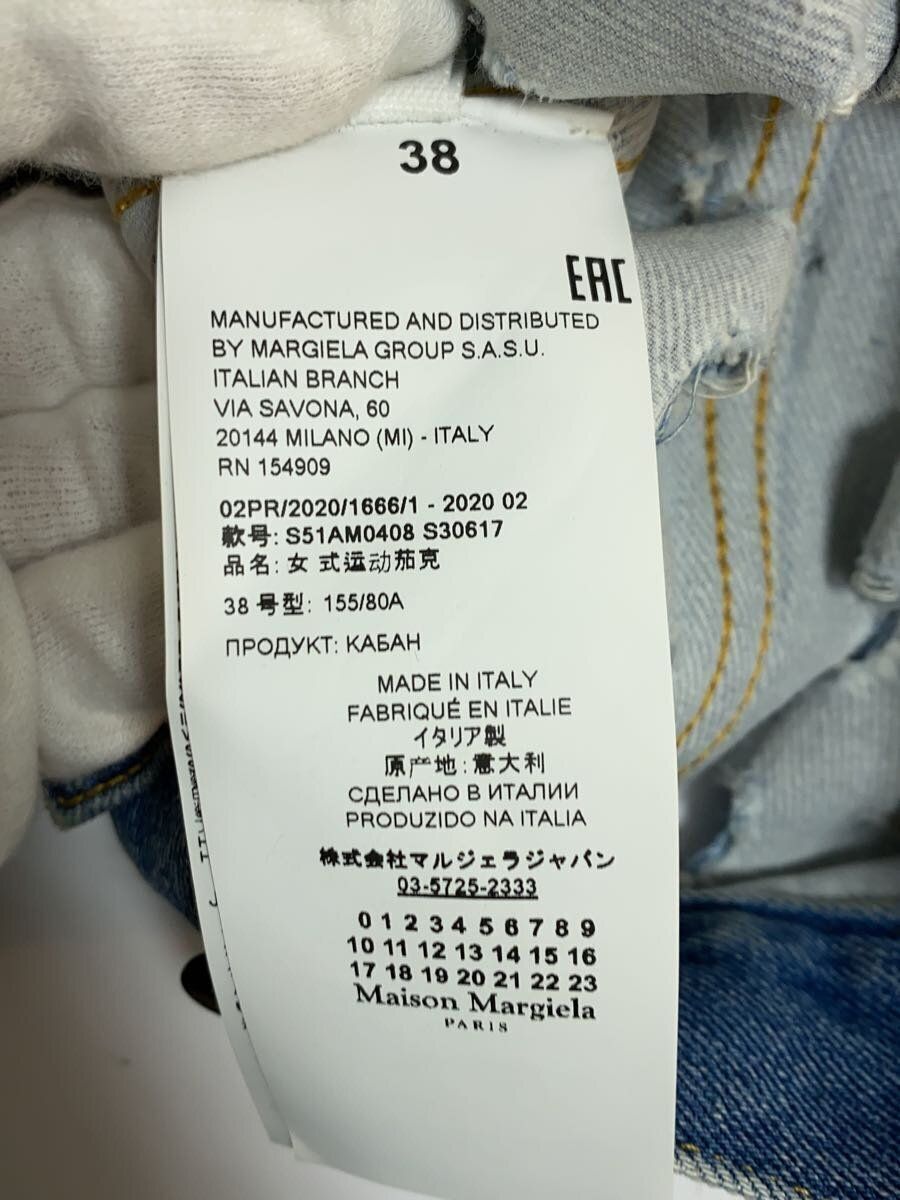 38
EAC
MANUFACTURED AND DISTRIBUTED
BY MARGIELA GROUP S.A.S.U.
ITALIAN BRANCH
VIA SAVONA, 60
20144 MILANO (MI) - ITALY
RN 154909
02PR/2020/1666/1 - 2020 02
款号: S51AM0408 S30617
品名: 女 式运动茄克
38 号型: 155/80A
ПРОДУКТ: КАБАН
MADE IN ITALY
FABRIQUÉ EN ITALIE
イタリア製
原产地: 意大利
СДЕЛАНО В ИТАЛИИ
PRODUZIDO NA ITALIA
株式会社マルジェラジャパン
03-5725-2333
0 1 2 3 4 5 6 7 8 9
10 11 12 13 14 15 16
17 18 19 20 21 22 23
Maison Margiela
PARIS